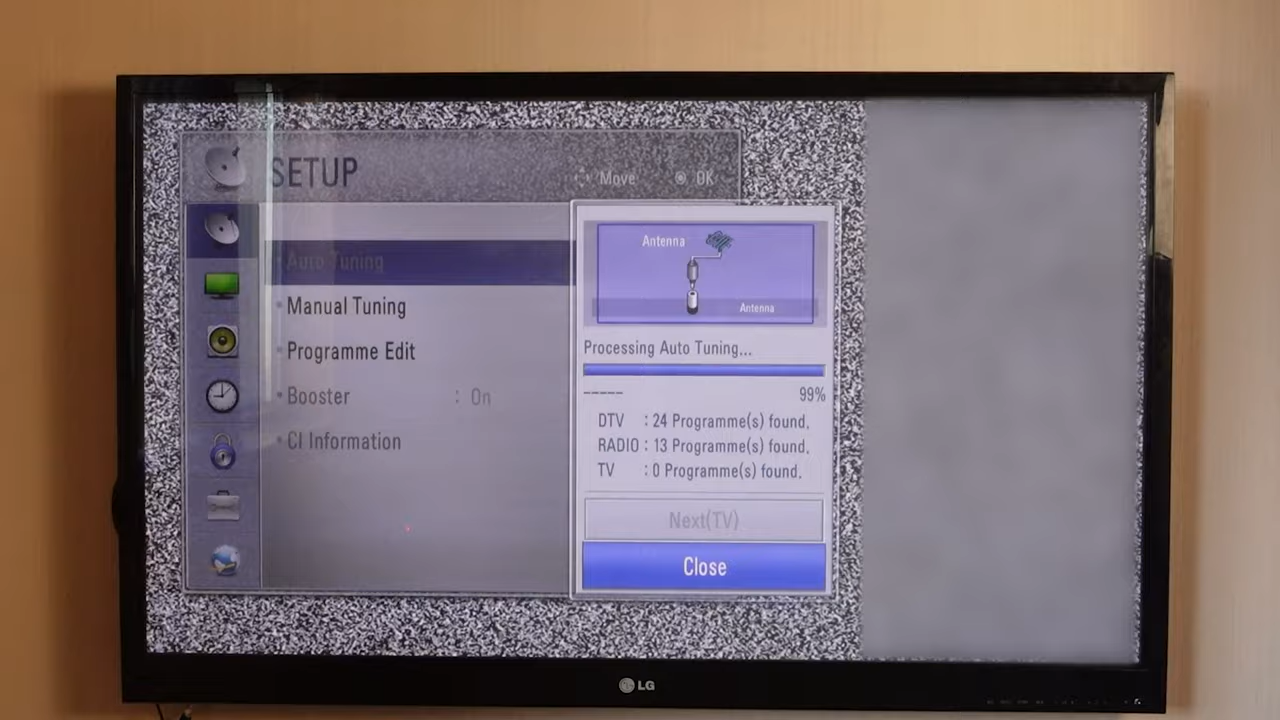 SETUP
Move OK
Auto Tuning
Manual Tuning
Programme Edit
Booster : On
CI Information
Antenna
Antenna
Processing Auto Tuning...
----- 99%
DTV : 24 Programme(s) found.
RADIO : 13 Programme(s) found.
TV : 0 Programme(s) found.
Next(TV)
Close
LG